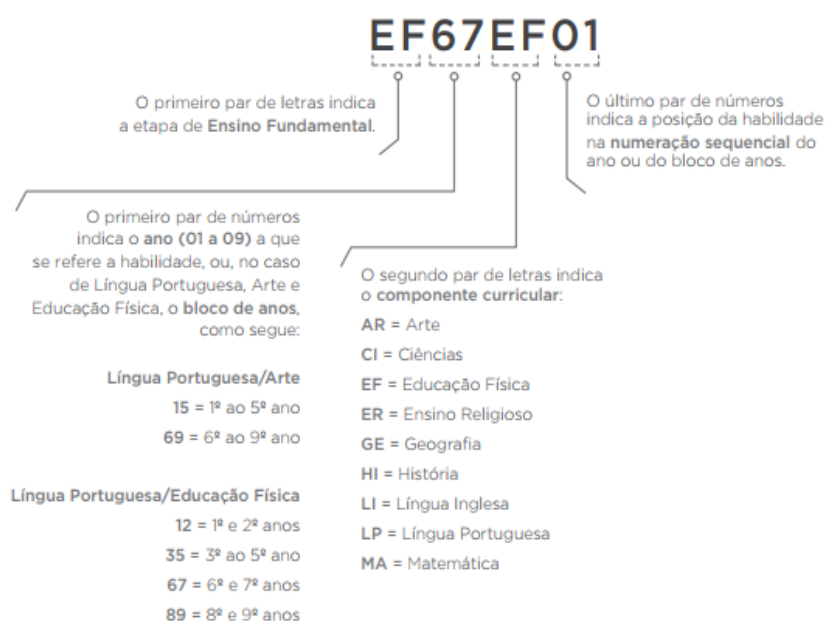 EF67EF01
O primeiro par de letras indica
a etapa de Ensino Fundamental.
O último par de números
indica a posição da habilidade
na numeração sequencial do
ano ou do bloco de anos.
O primeiro par de números
indica o ano (01 a 09) a que
se refere a habilidade, ou, no caso
de Língua Portuguesa, Arte e
Educação Física, o bloco de anos,
como segue:
Língua Portuguesa/Arte
15 = 1º ao 5º ano
69 = 6º ao 9º ano
Língua Portuguesa/Educação Física
12 = 1º e 2º anos
35 = 3º ao 5º ano
67 = 6º e 7º anos
89 = 8º e 9º anos
O segundo par de letras indica
o componente curricular:
AR = Arte
CI = Ciências
EF = Educação Física
ER = Ensino Religioso
GE = Geografia
HI = História
LI = Língua Inglesa
LP = Língua Portuguesa
MA = Matemática